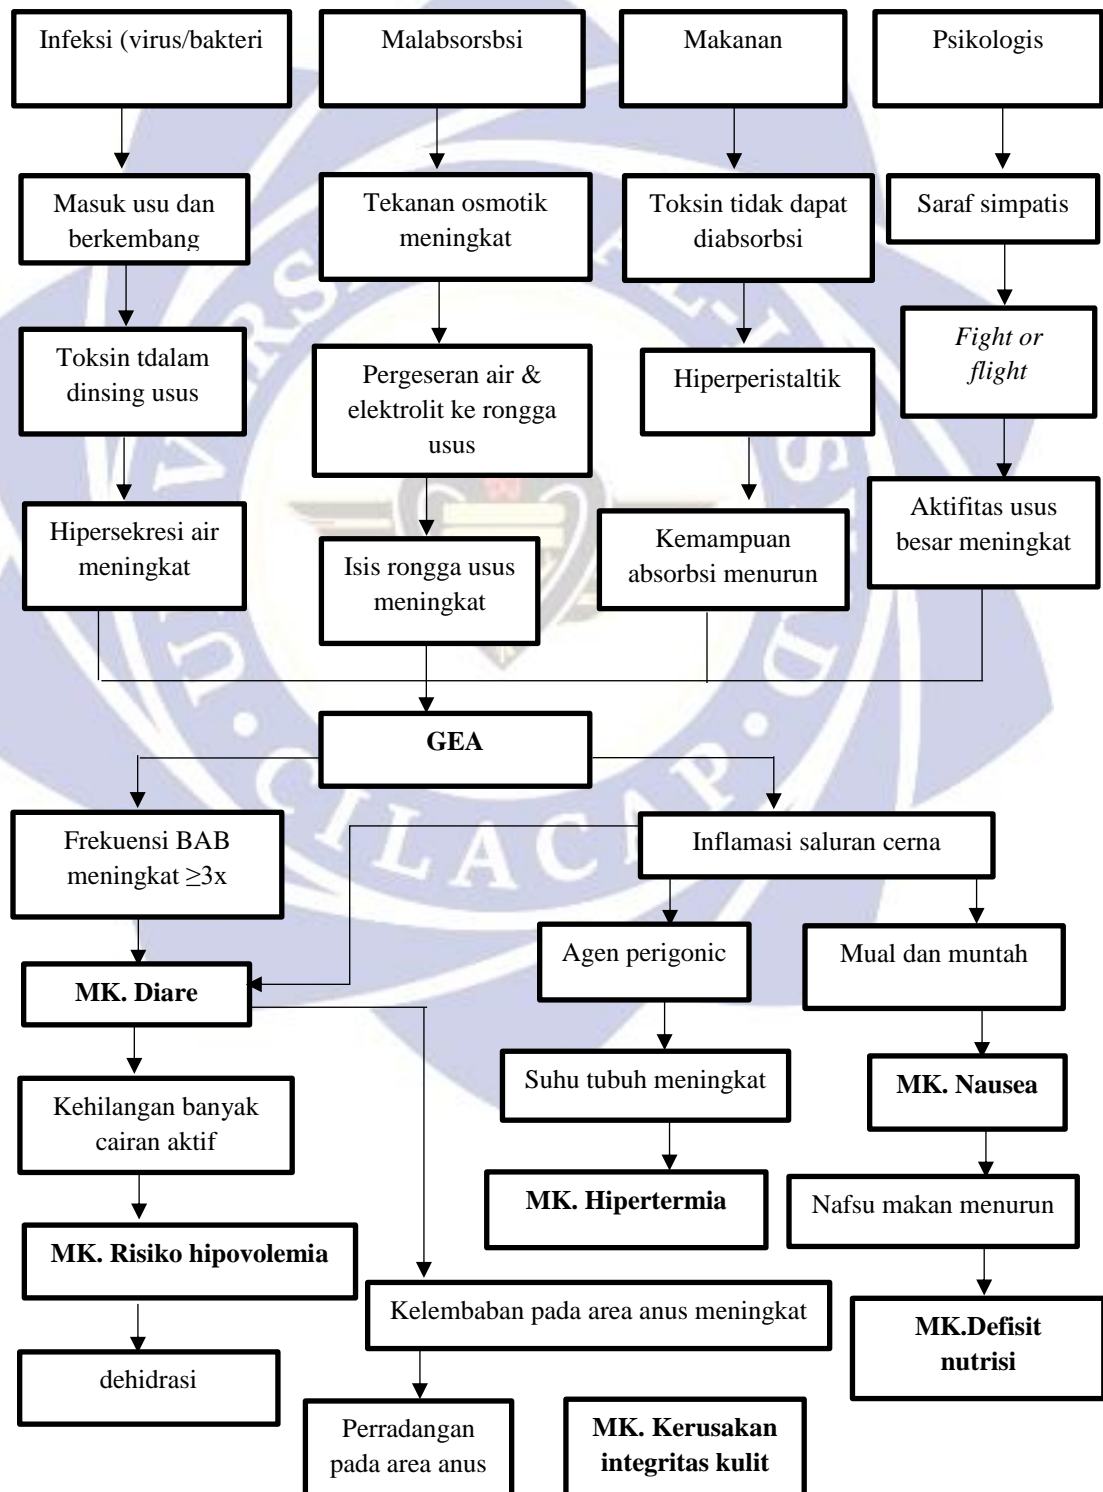 Infeksi (virus/bakteri
Malabsorbsi
Makanan
Psikologis
Masuk usu dan
berkembang
Tekanan osmotik
meningkat
Toksin tidak dapat
diabsorbsi
Saraf simpatis
Toksin tdalam
dinsing usus
Pergeseran air &
elektrolit ke rongga
usus
Hiperperistaltik
Fight or
flight
Hipersekresi air
meningkat
Isis rongga usus
meningkat
Kemampuan
absorbsi menurun
Aktifitas usus
besar meningkat
GEA
Frekuensi BAB
meningkat ≥3x
Inflamasi saluran cerna
MK. Diare
Agen perigonic
Mual dan muntah
Kehilangan banyak
cairan aktif
Suhu tubuh meningkat
MK. Nausea
MK. Risiko hipovolemia
MK. Hipertermia
Nafsu makan menurun
dehidrasi
Kelembaban pada area anus meningkat
MK.Defisit
nutrisi
Perradangan
pada area anus
MK. Kerusakan
integritas kulit
CILACAP